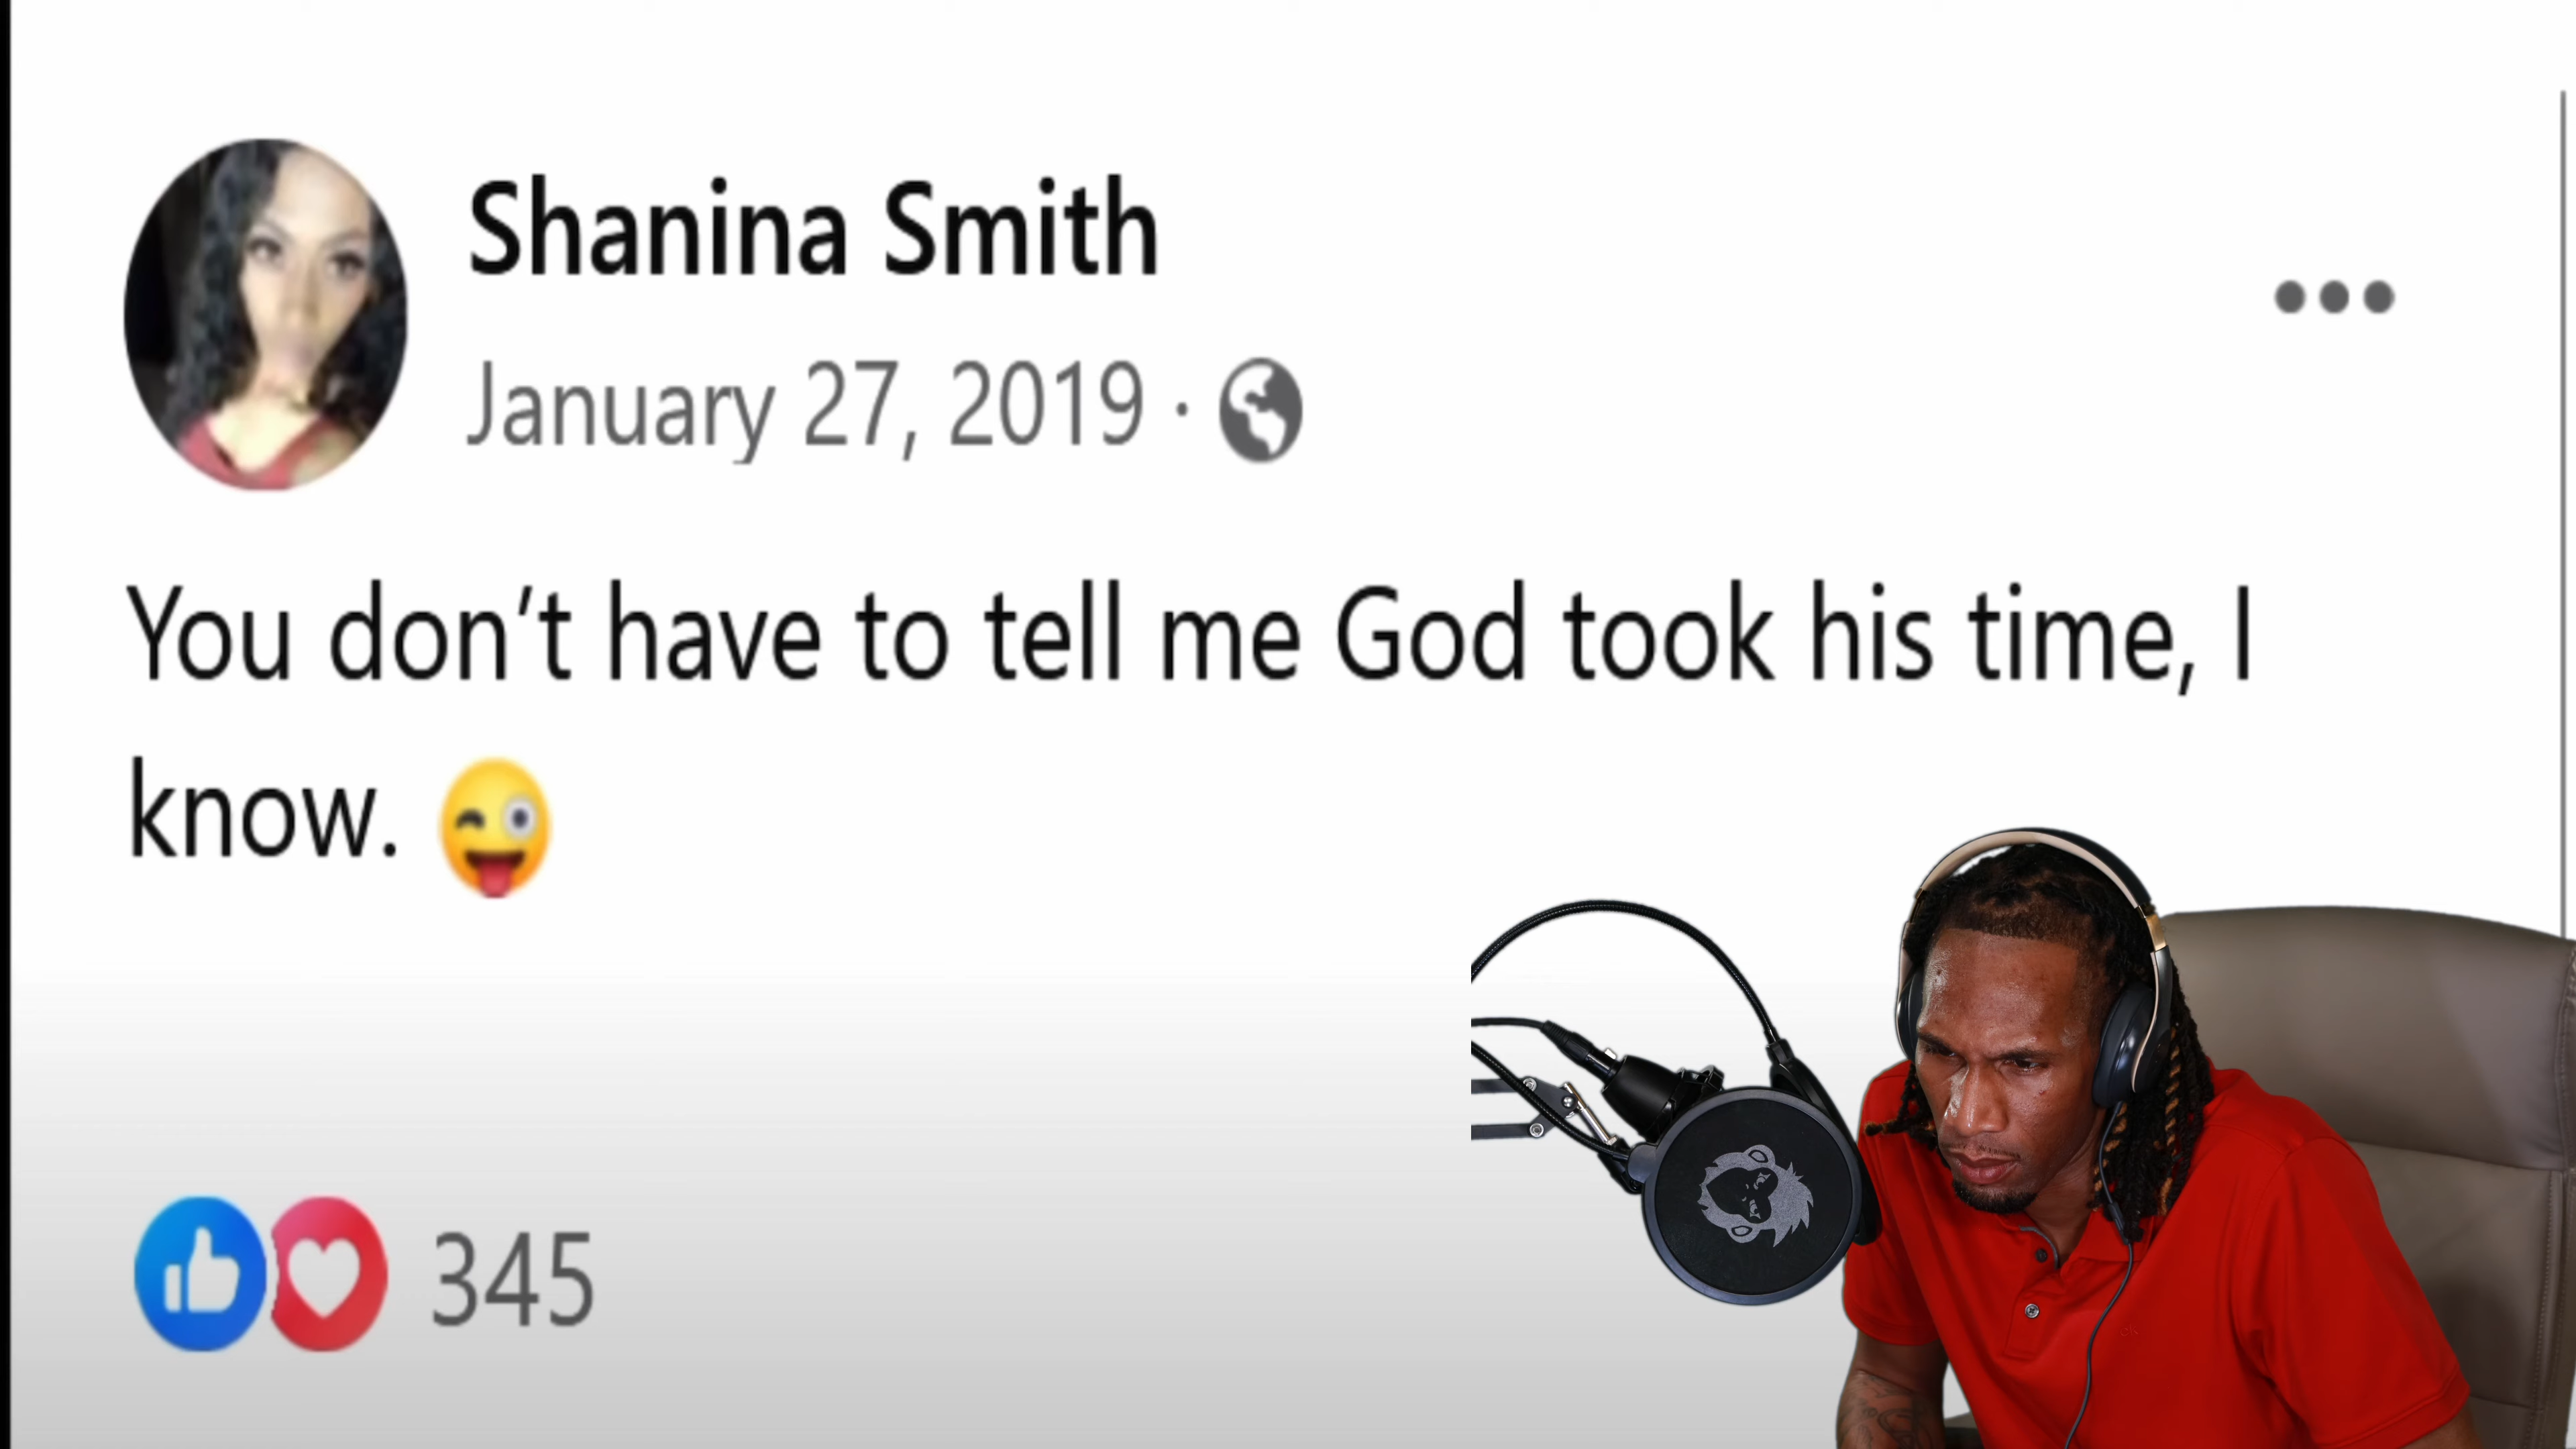 Shanina Smith
January 27, 2019 ·
You don't have to tell me God took his time, I
know. 😜
345